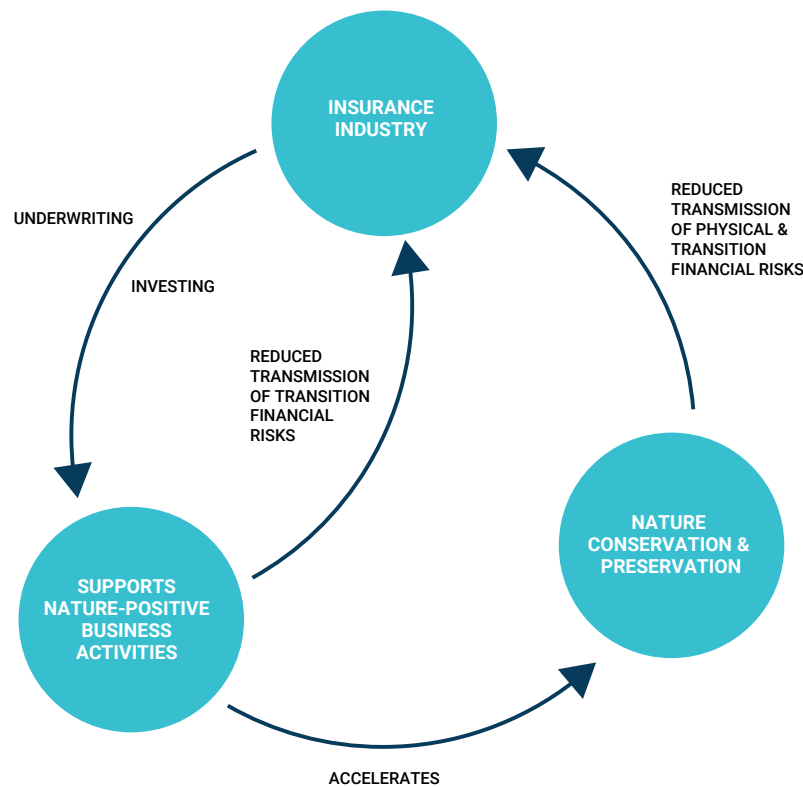 INSURANCE
INDUSTRY
UNDERWRITING
INVESTING
REDUCED
TRANSMISSION
OF PHYSICAL &
TRANSITION
FINANCIAL RISKS
REDUCED
TRANSMISSION
OF TRANSITION
FINANCIAL
RISKS
NATURE
CONSERVATION &
PRESERVATION
SUPPORTS
NATURE-POSITIVE
BUSINESS
ACTIVITIES
ACCELERATES